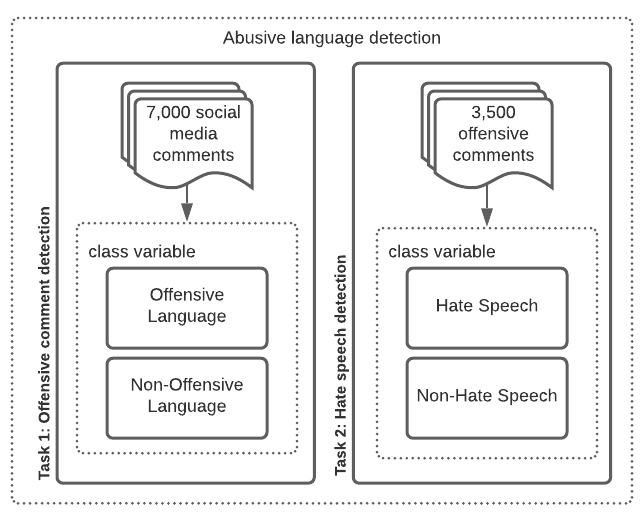 Abusive language detection
Task 1: Offensive comment detection
7,000 social
media
comments
class variable
Offensive
Language
Non-Offensive
Language
Task 2: Hate speech detection
3,500
offensive
comments
class variable
Hate Speech
Non-Hate Speech